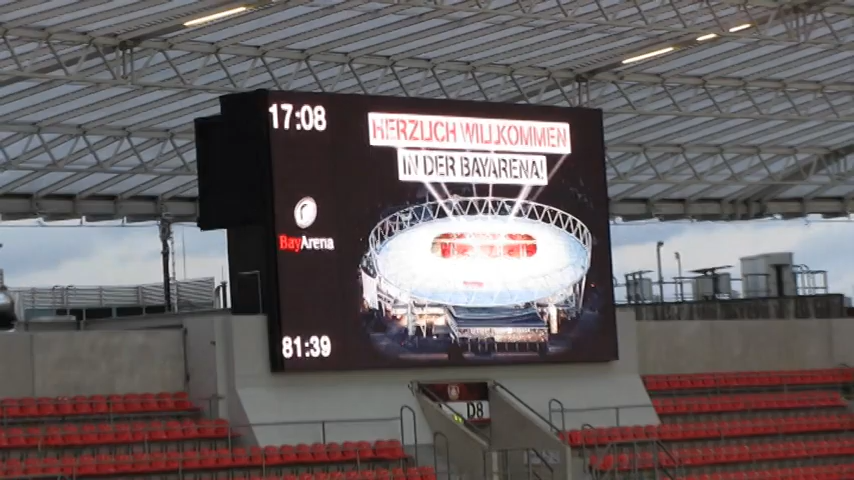 17:08
HERZLICH WILLKOMMEN
IN DER BAYARENA!
BayArena
81:39
D8